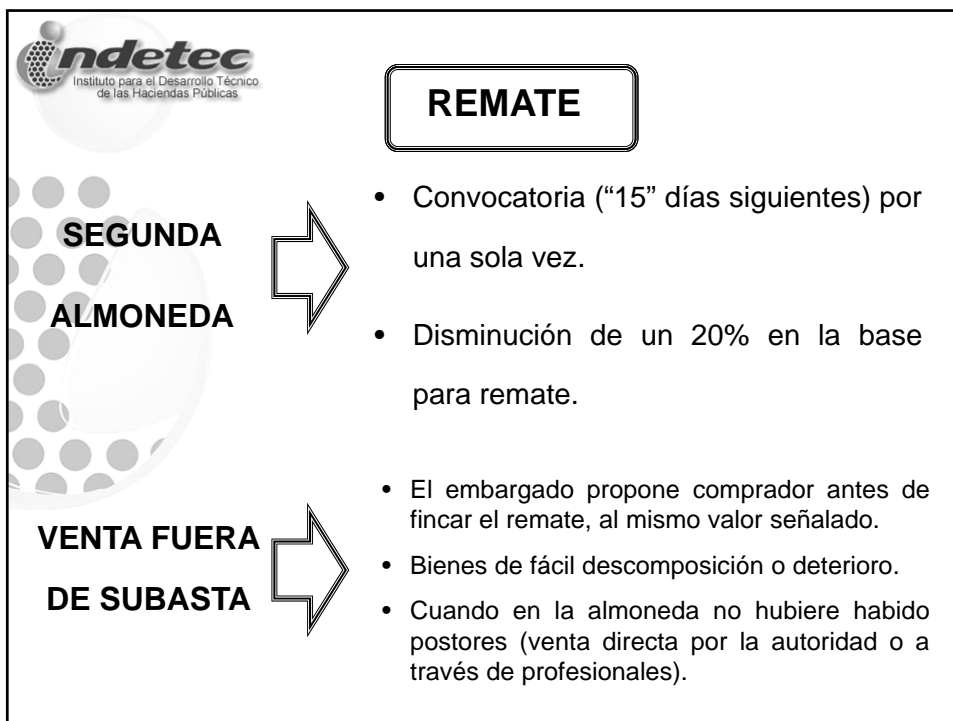 indetec
Instituto para el Desarrollo Técnico
de las Haciendas Públicas
REMATE
SEGUNDA
ALMONEDA
• Convocatoria (“15” días siguientes) por
una sola vez.
• Disminución de un 20% en la base
para remate.
VENTA FUERA
DE SUBASTA
• El embargado propone comprador antes de
fincar el remate, al mismo valor señalado.
• Bienes de fácil descomposición o deterioro.
• Cuando en la almoneda no hubiere habido
postores (venta directa por la autoridad o a
través de profesionales).